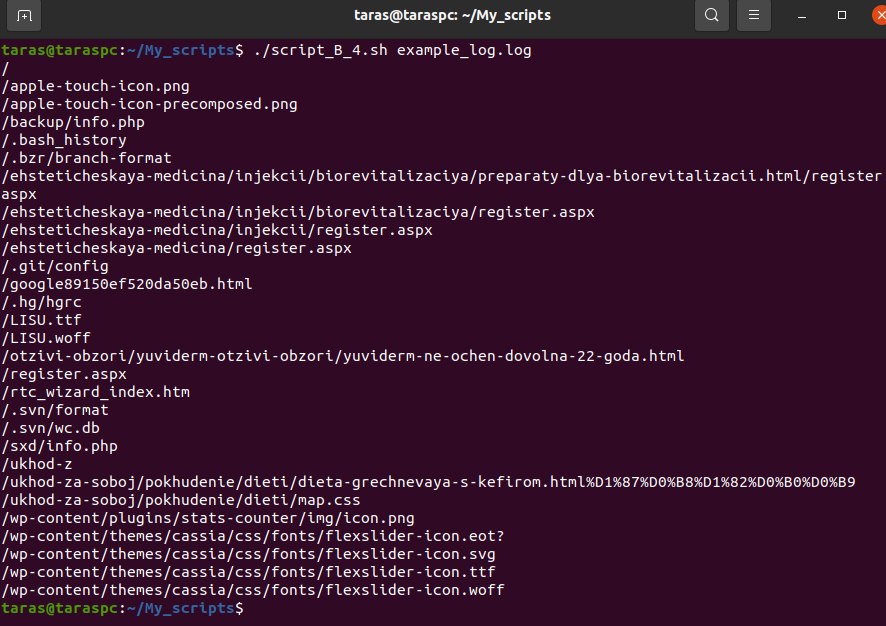 taras@taraspc: ~/My_scripts
taras@taraspc:~/My_scripts$ ./script_B_4.sh example_log.log
/
/apple-touch-icon.png
/apple-touch-icon-precomposed.png
/backup/info.php
/.bash_history
/.bzr/branch-format
/ehsteticheskaya-medicina/injekcii/biorevitalizaciya/preparaty-dlya-biorevitalizacii.html/register
aspx
/ehsteticheskaya-medicina/injekcii/biorevitalizaciya/register.aspx
/ehsteticheskaya-medicina/injekcii/register.aspx
/ehsteticheskaya-medicina/register.aspx
/.git/config
/google89150ef520da50eb.html
/.hg/hgrc
/LISU.ttf
/LISU.woff
/otzivi-obzori/yuviderm-otzivi-obzori/yuviderm-ne-ochen-dovolna-22-goda.html
/register.aspx
/rtc_wizard_index.htm
/.svn/format
/.svn/wc.db
/sxd/info.php
/ukhod-z
/ukhod-za-soboj/pokhudenie/dieti/dieta-grechnevaya-s-kefirom.html%D1%87%D0%B8%D1%82%D0%B0%D0%B9
/ukhod-za-soboj/pokhudenie/dieti/map.css
/wp-content/plugins/stats-counter/img/icon.png
/wp-content/themes/cassia/css/fonts/flexslider-icon.eot?
/wp-content/themes/cassia/css/fonts/flexslider-icon.svg
/wp-content/themes/cassia/css/fonts/flexslider-icon.ttf
/wp-content/themes/cassia/css/fonts/flexslider-icon.woff
taras@taraspc:~/My_scripts$